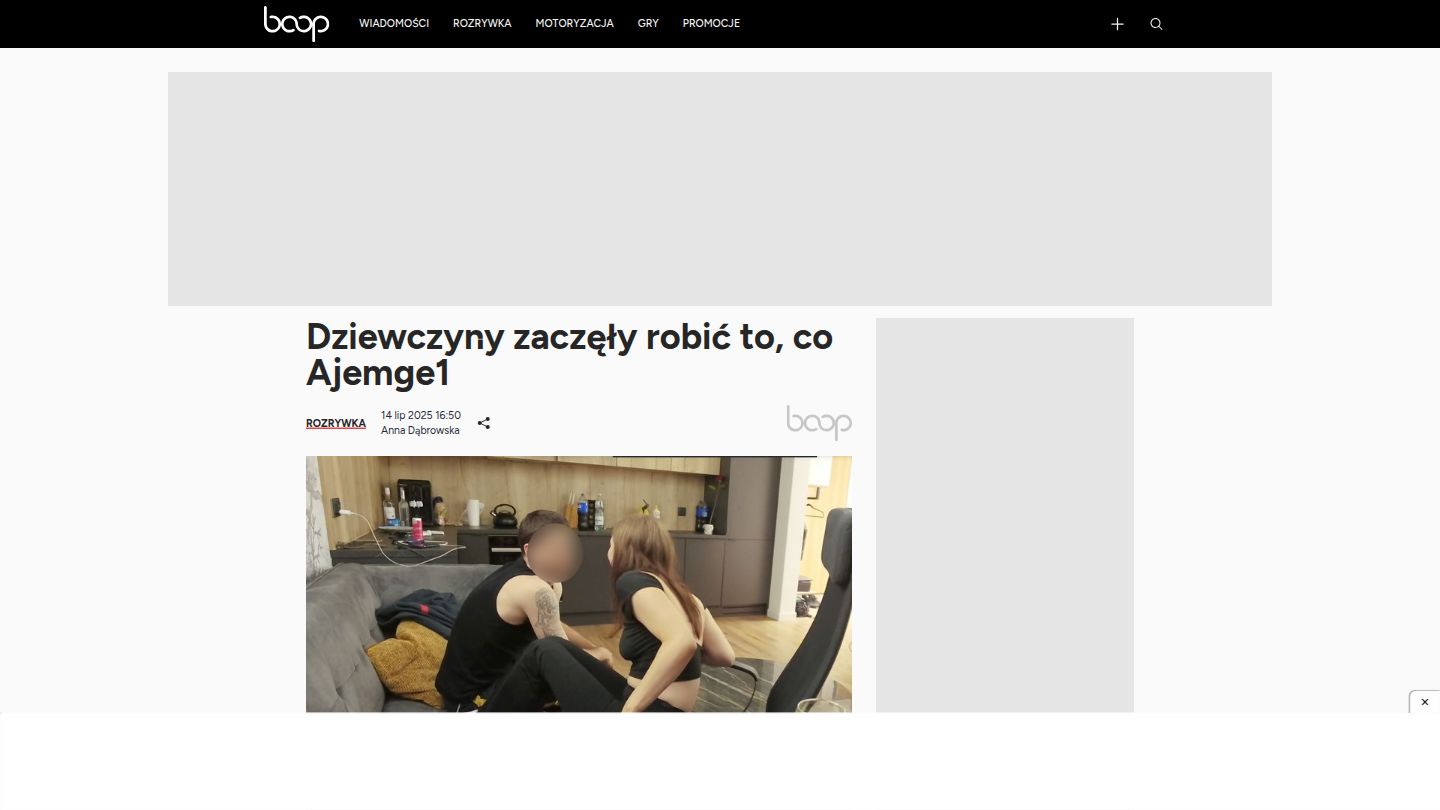 boop
WIADOMOŚCI
ROZRYWKA
MOTORYZACJA
GRY
PROMOCJE
Dziewczyny zaczęły robić to, co
Ajemge1
ROZRYWKA
14 lip 2025 16:50
Anna Dąbrowska
boop